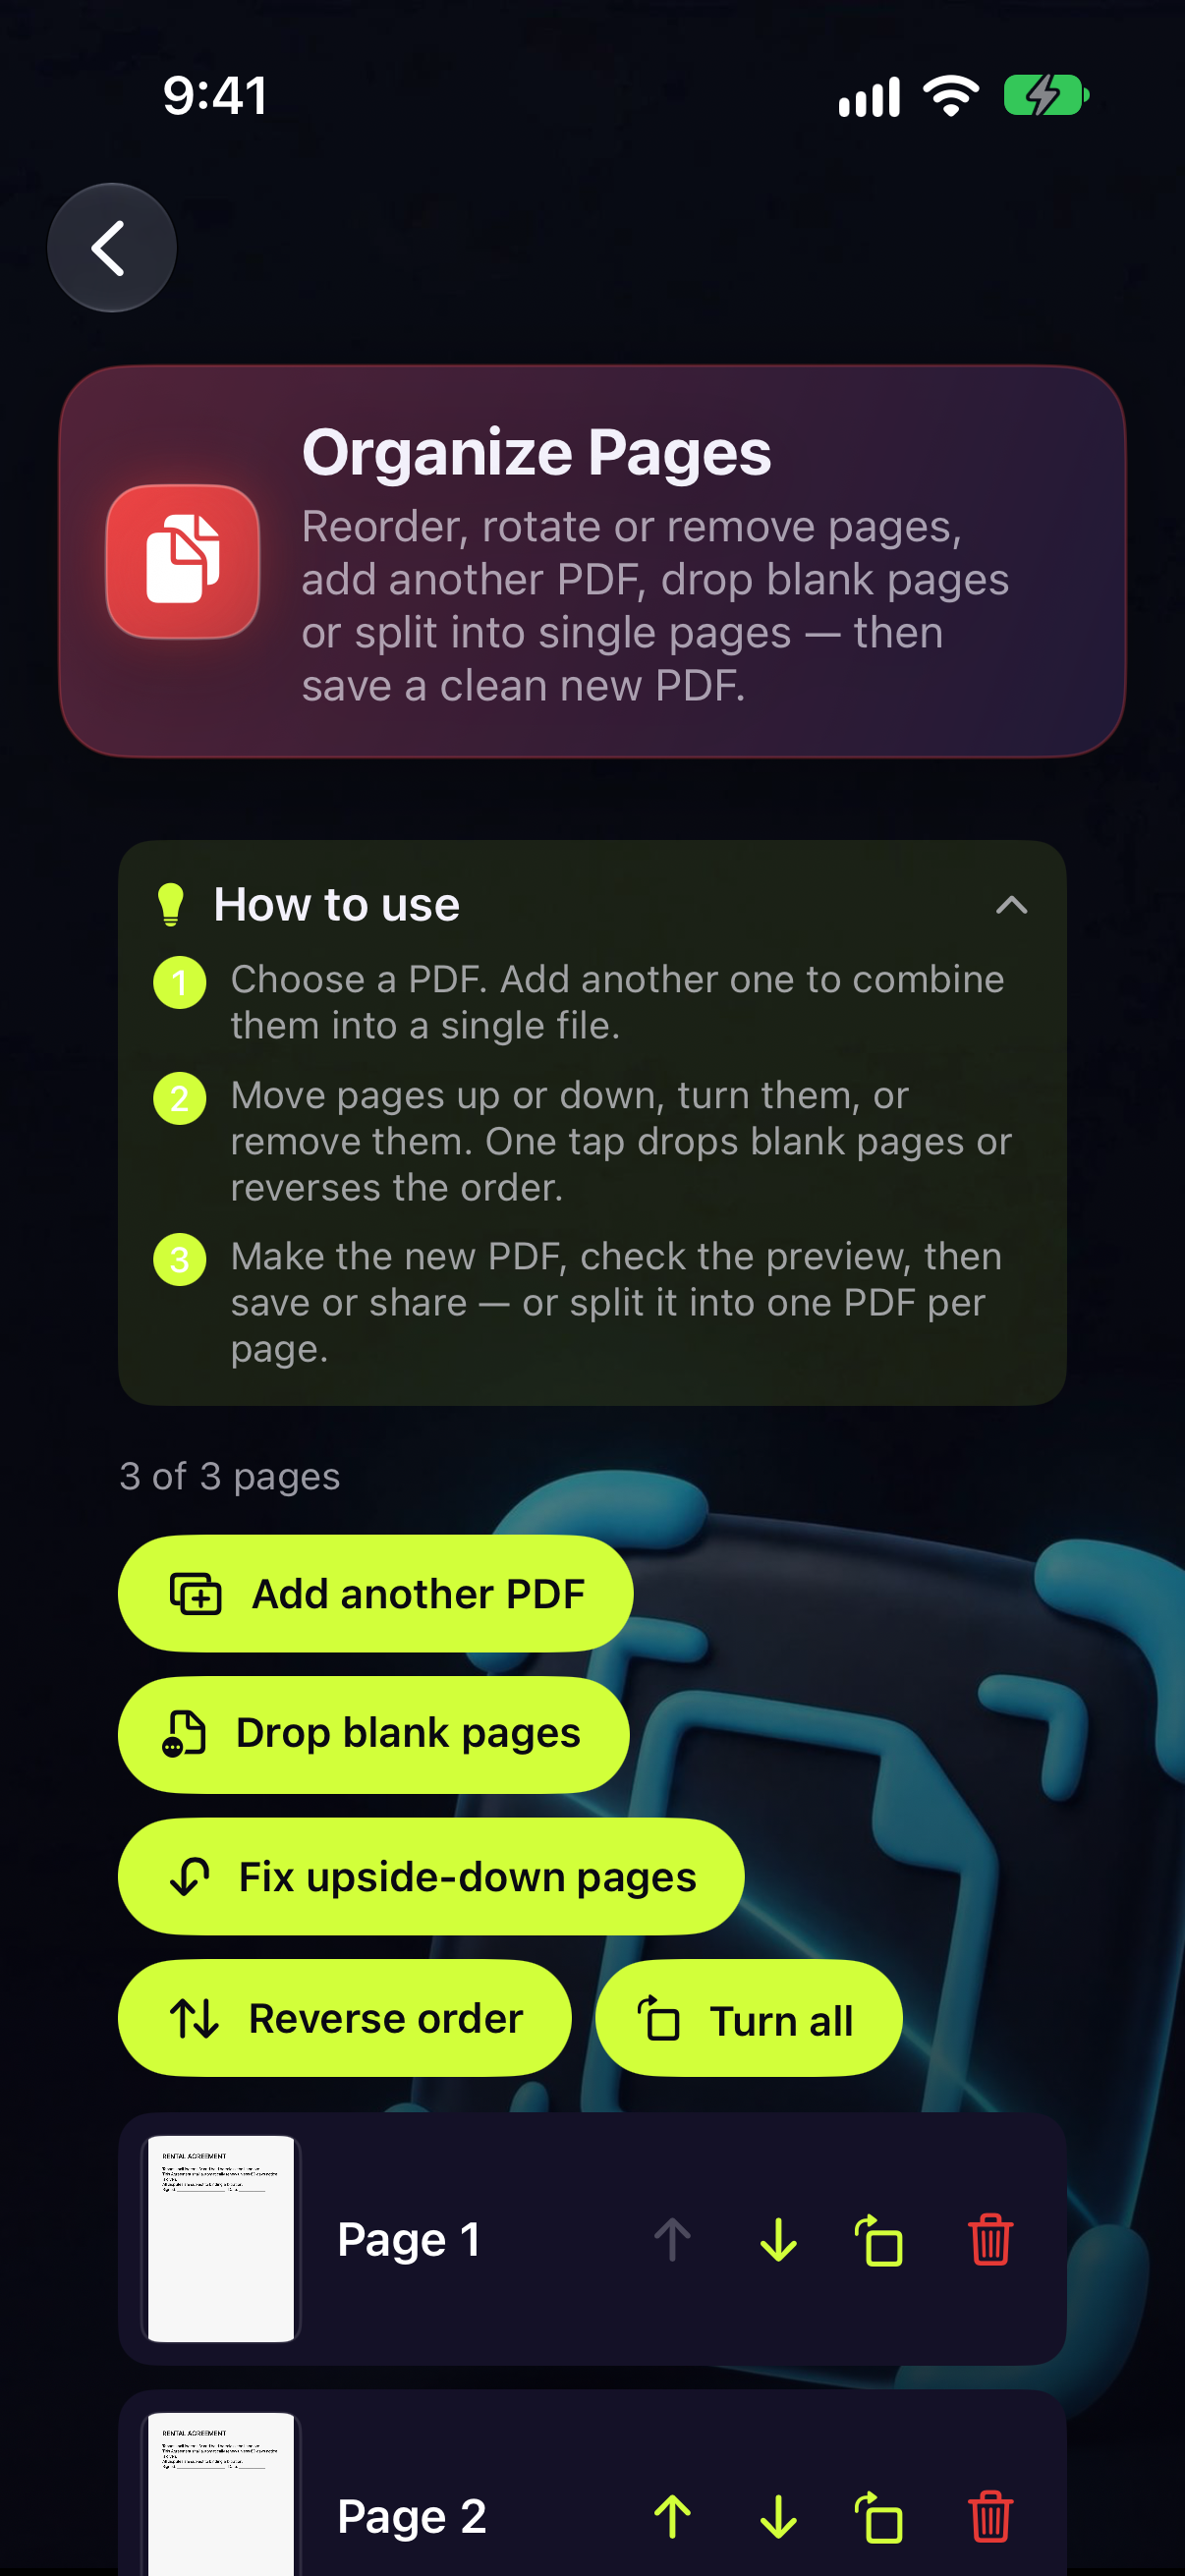 9:41
Organize Pages
Reorder, rotate or remove pages,
add another PDF, drop blank pages
or split into single pages — then
save a clean new PDF.
How to use
1 Choose a PDF. Add another one to combine
them into a single file.
2 Move pages up or down, turn them, or
remove them. One tap drops blank pages or
reverses the order.
3 Make the new PDF, check the preview, then
save or share — or split it into one PDF per
page.
3 of 3 pages
Add another PDF
Drop blank pages
Fix upside-down pages
Reverse order Turn all
RENTAL AGREEMENT
Page 1
RENTAL AGREEMENT
Page 2